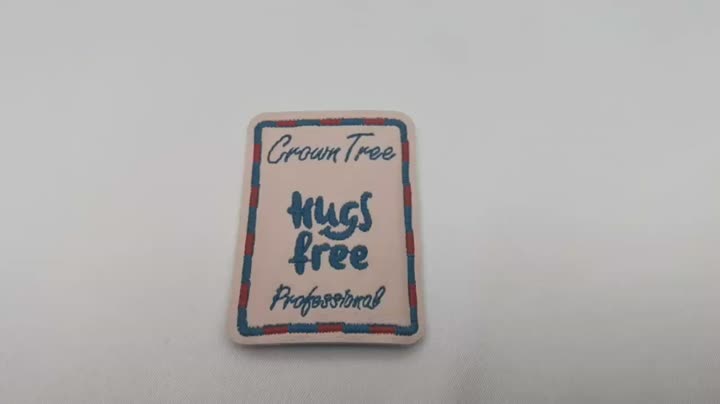 Crown Tree
Hugs
free
Professional